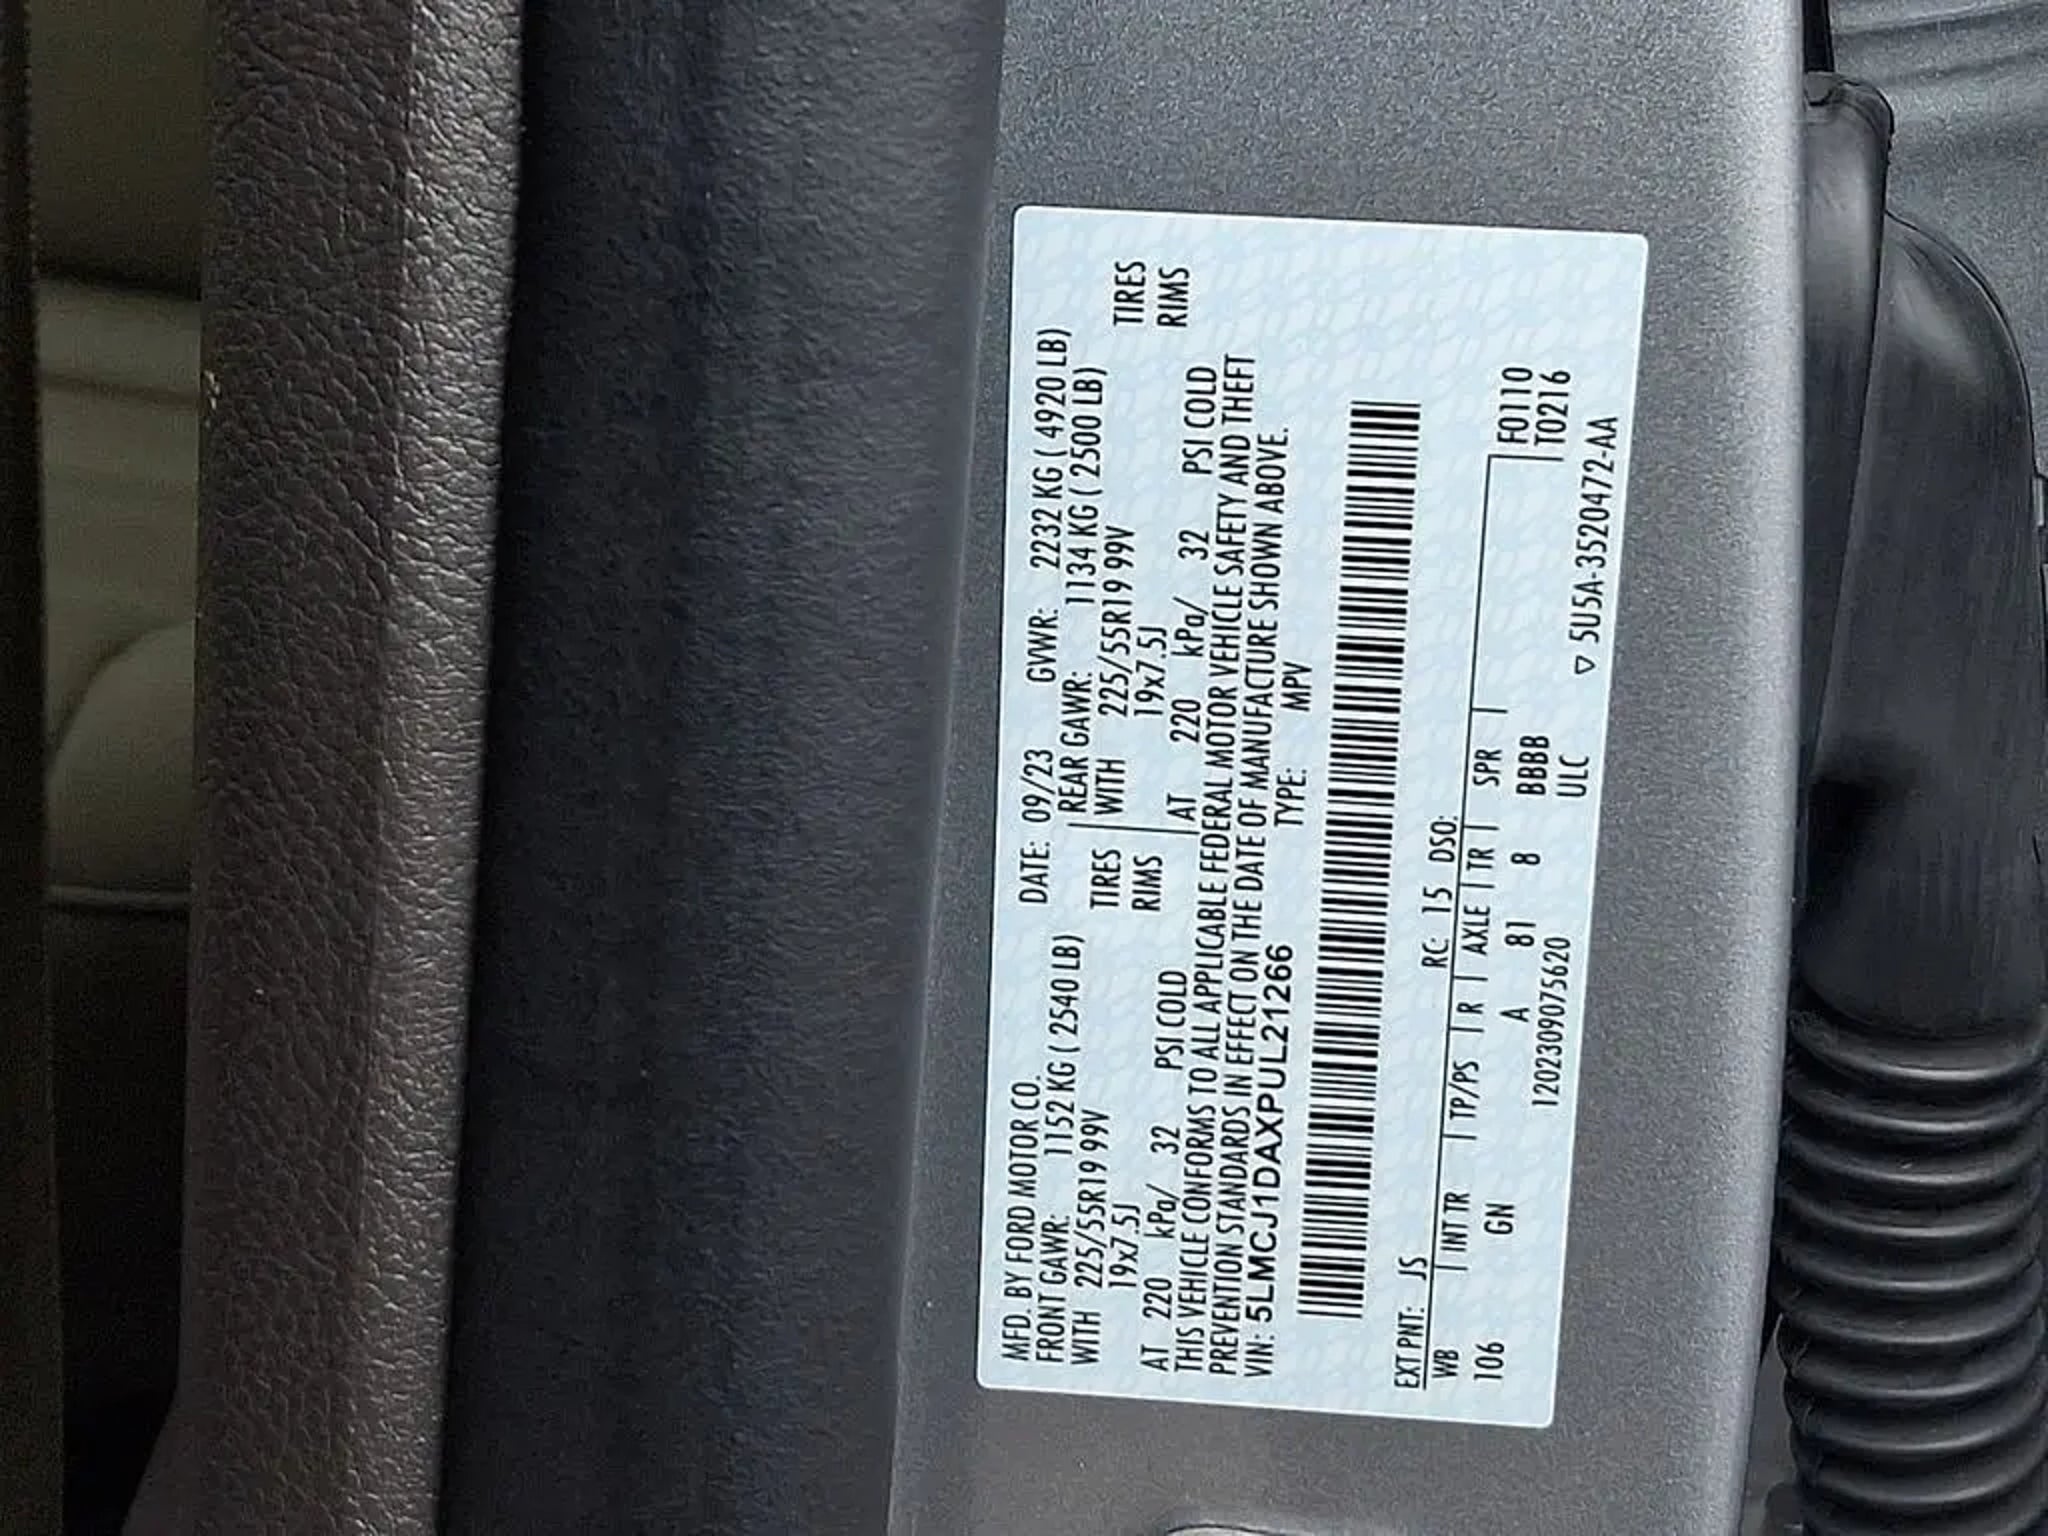 MFD. BY FORD MOTOR CO. DATE: 09/23 GVWR: 2232 KG ( 4920 LB)
FRONT GAWR: 1152 KG ( 2540 LB) REAR GAWR: 1134 KG ( 2500 LB)
WITH 225/55R19 99V TIRES WITH 225/55R19 99V TIRES
19x7.5J RIMS 19x7.5J RIMS
AT 220 kPa/ 32 PSI COLD AT 220 kPa/ 32 PSI COLD
THIS VEHICLE CONFORMS TO ALL APPLICABLE FEDERAL MOTOR VEHICLE SAFETY AND THEFT
PREVENTION STANDARDS IN EFFECT ON THE DATE OF MANUFACTURE SHOWN ABOVE.
VIN: 5LMCJ1DAXPUL21266 TYPE: MPV
EXT PNT: JS RC: 15 DSO:
WB INT TR TP/PS R AXLE TR SPR
106 GN A 81 8 BBBB F0110
1202309075620 ULC T0216
▽ 5U5A-3520472-AA